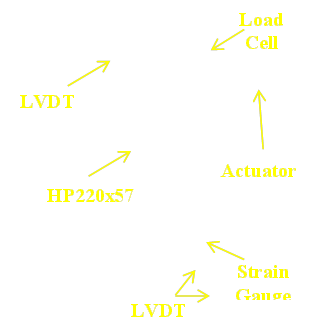 Load
Cell
LVDT
Actuator
HP220x57
Strain
Gauge
LVDT